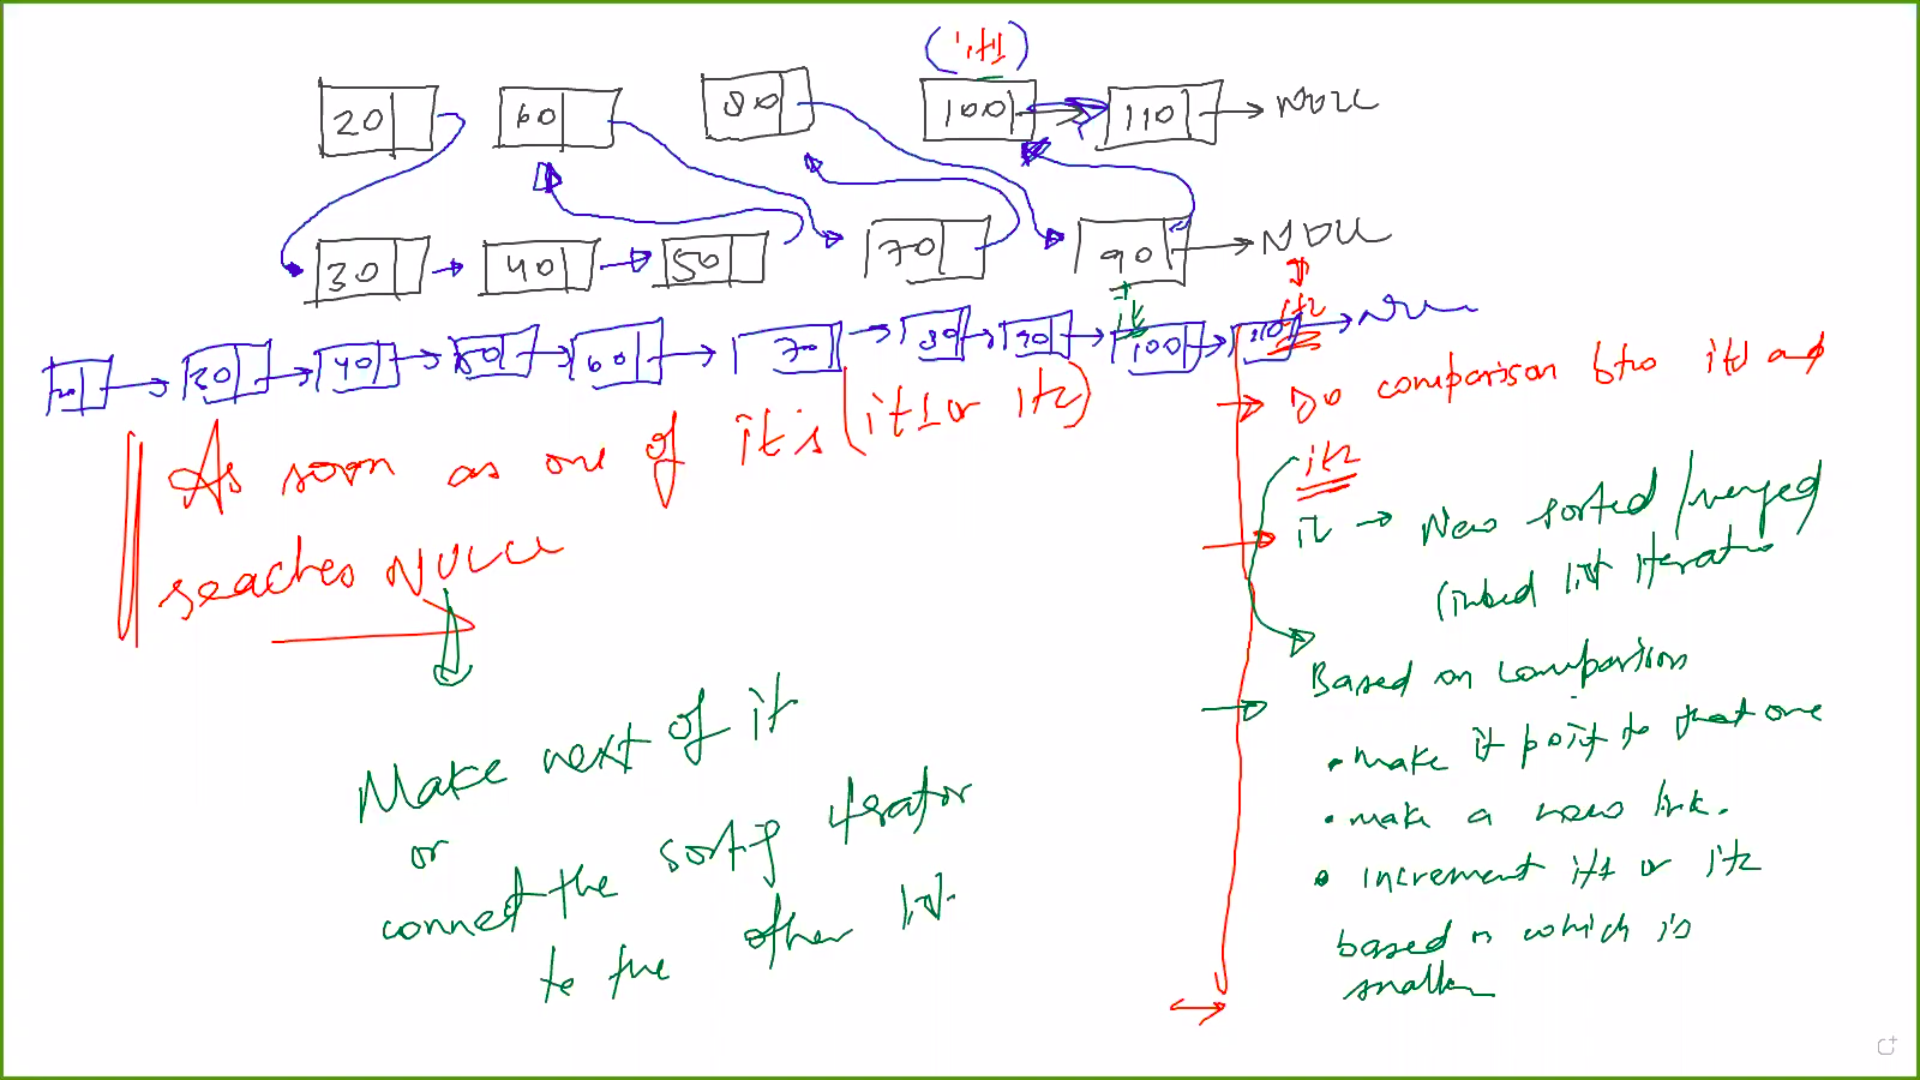 (it1)
20 60 80 100 110 → NULL
30 → 40 → 50 70 90 → NULL
it it2
20 → 30 → 40 → 50 → 60 → 70 → 80 → 90 → 100 → 110 →
As soon as one of its (it1 or it2)
reaches NULL
Make next of it
or
connect the sorting iterator
to the other list.
→ Do comparison btw it1 and
it2
→ it → New sorted/merged
linked list iterator
→ Based on comparison
• make it point to that one
• make a new link.
• increment it1 or it2
based on which is
smaller